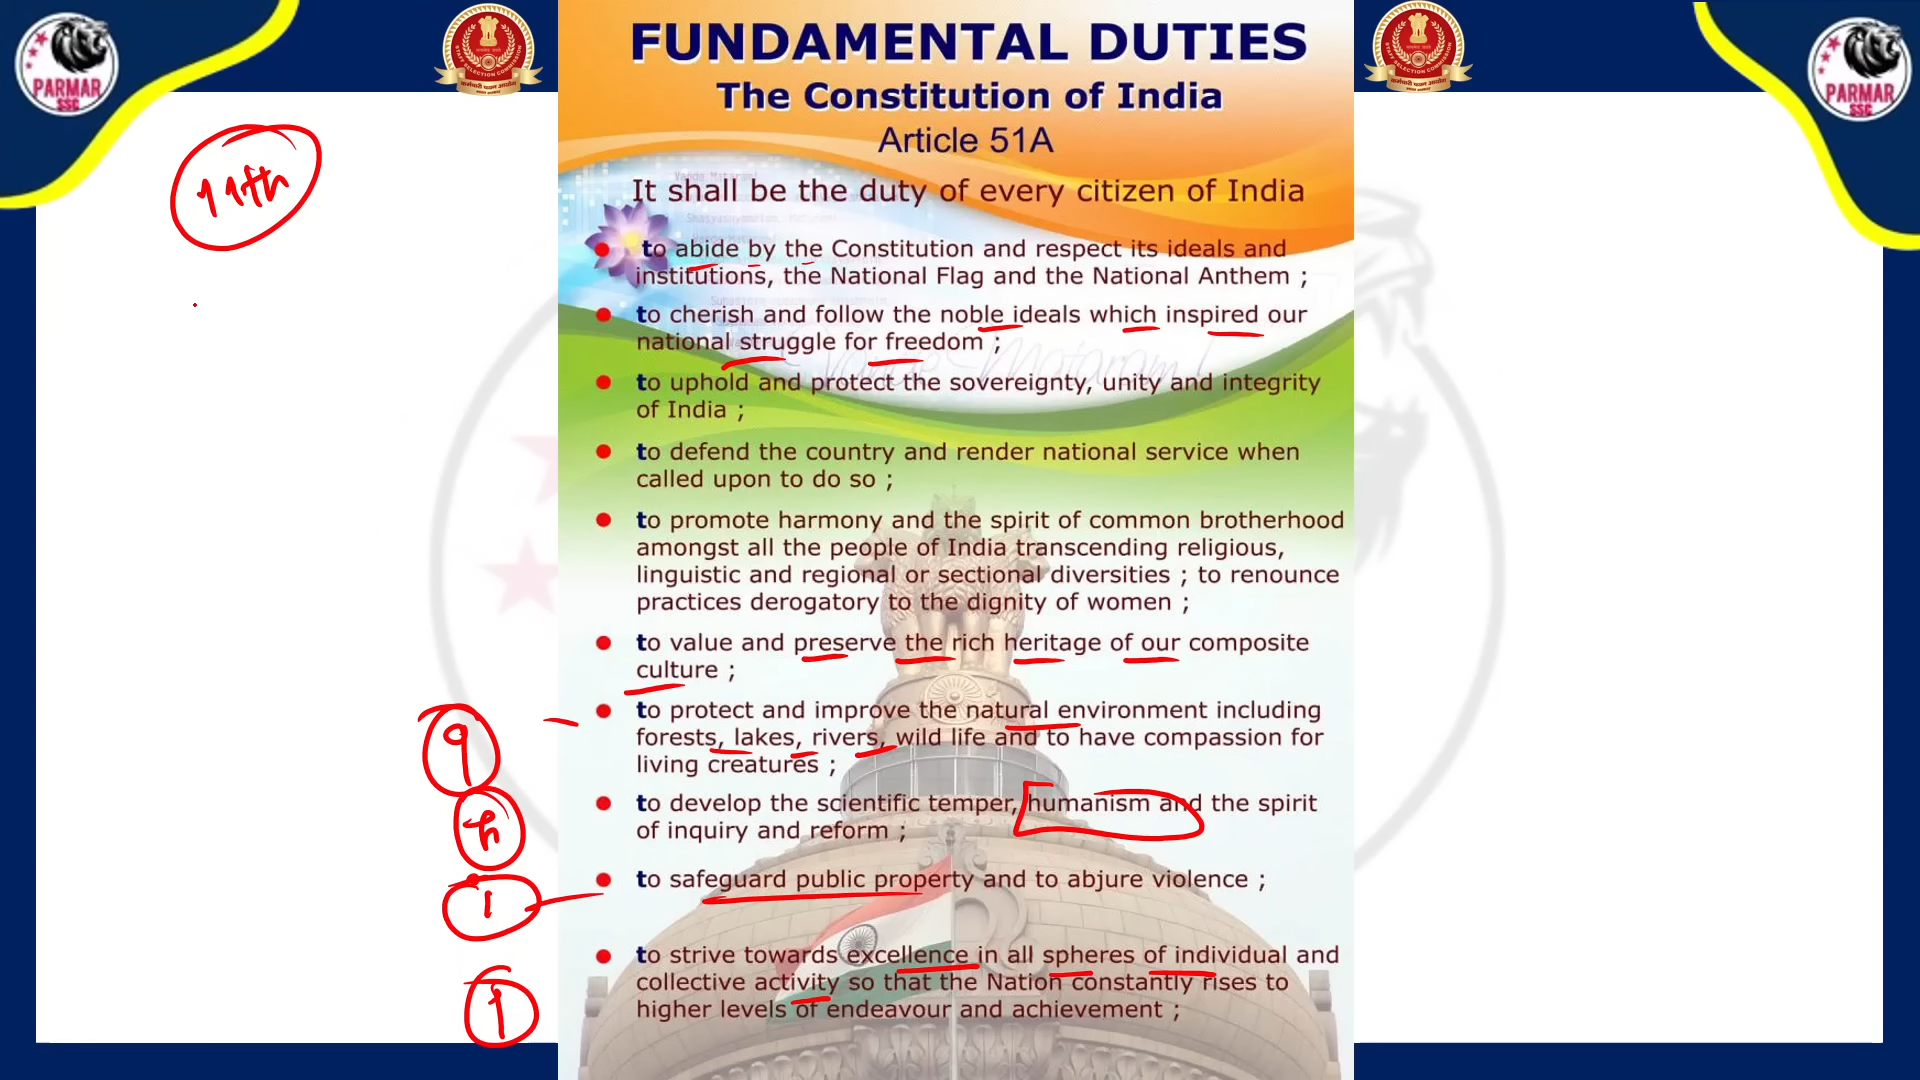 PARMAR
SSC
FUNDAMENTAL DUTIES
The Constitution of India
Article 51A
PARMAR
SSC
11th
It shall be the duty of every citizen of India
to abide by the Constitution and respect its ideals and
institutions, the National Flag and the National Anthem ;
to cherish and follow the noble ideals which inspired our
national struggle for freedom ;
to uphold and protect the sovereignty, unity and integrity
of India ;
to defend the country and render national service when
called upon to do so ;
to promote harmony and the spirit of common brotherhood
amongst all the people of India transcending religious,
linguistic and regional or sectional diversities ; to renounce
practices derogatory to the dignity of women ;
to value and preserve the rich heritage of our composite
culture ;
to protect and improve the natural environment including
forests, lakes, rivers, wild life and to have compassion for
living creatures ;
to develop the scientific temper, humanism and the spirit
of inquiry and reform ;
h
to safeguard public property and to abjure violence ;
i
to strive towards excellence in all spheres of individual and
collective activity so that the Nation constantly rises to
higher levels of endeavour and achievement ;
j